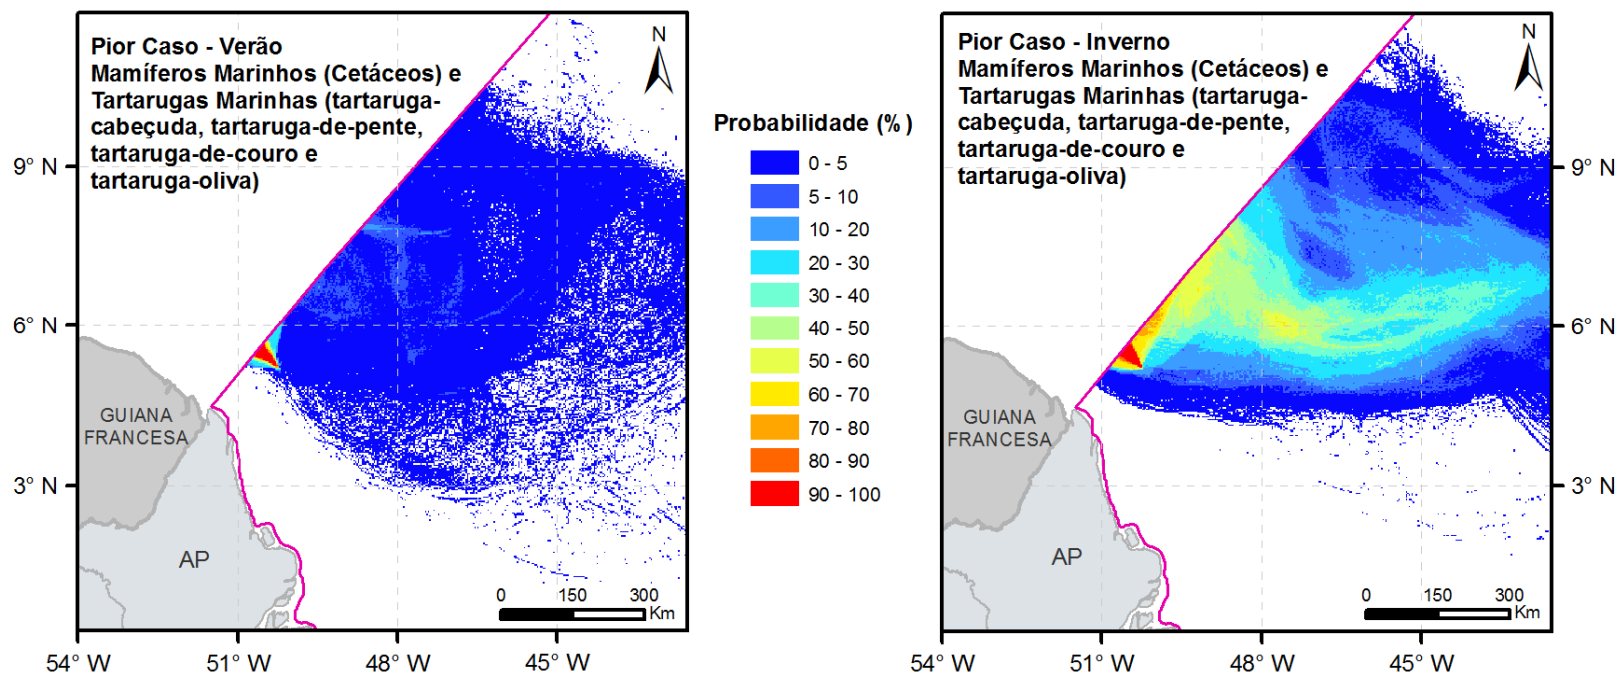 Pior Caso - Verão
Mamíferos Marinhos (Cetáceos) e
Tartarugas Marinhas (tartaruga-
cabeçuda, tartaruga-de-pente,
tartaruga-de-couro e
tartaruga-oliva)
N
9° N
6° N
3° N
GUIANA
FRANCESA
AP
0 150 300
Km
54° W 51° W 48° W 45° W
Probabilidade (%)
0 - 5
5 - 10
10 - 20
20 - 30
30 - 40
40 - 50
50 - 60
60 - 70
70 - 80
80 - 90
90 - 100
Pior Caso - Inverno
Mamíferos Marinhos (Cetáceos) e
Tartarugas Marinhas (tartaruga-
cabeçuda, tartaruga-de-pente,
tartaruga-de-couro e
tartaruga-oliva)
N
9° N
6° N
3° N
GUIANA
FRANCESA
AP
0 150 300
Km
54° W 51° W 48° W 45° W